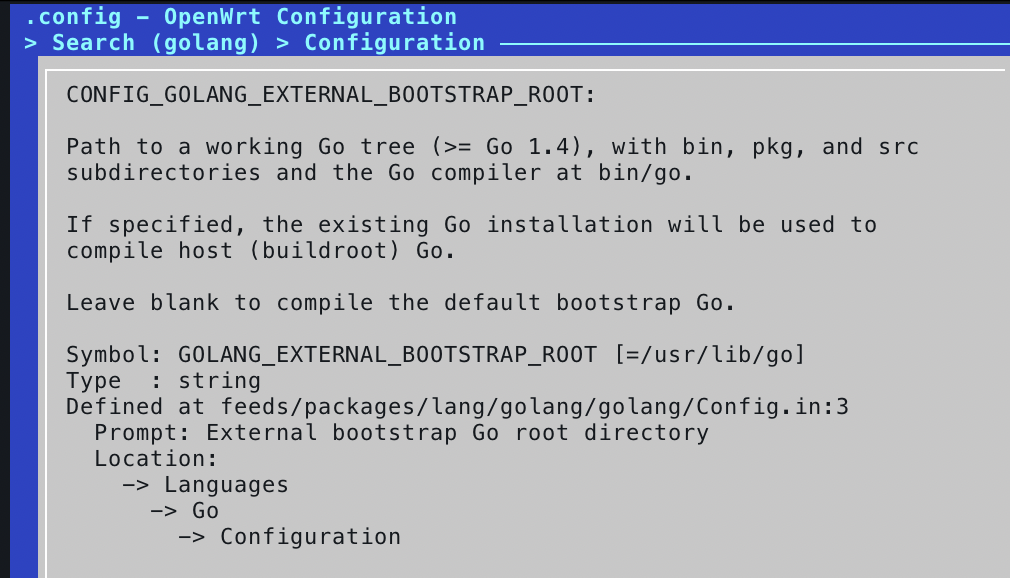 .config - OpenWrt Configuration
> Search (golang) > Configuration
CONFIG_GOLANG_EXTERNAL_BOOTSTRAP_ROOT:
Path to a working Go tree (>= Go 1.4), with bin, pkg, and src
subdirectories and the Go compiler at bin/go.
If specified, the existing Go installation will be used to
compile host (buildroot) Go.
Leave blank to compile the default bootstrap Go.
Symbol: GOLANG_EXTERNAL_BOOTSTRAP_ROOT [=/usr/lib/go]
Type  : string
Defined at feeds/packages/lang/golang/golang/Config.in:3
  Prompt: External bootstrap Go root directory
  Location:
    -> Languages
      -> Go
        -> Configuration